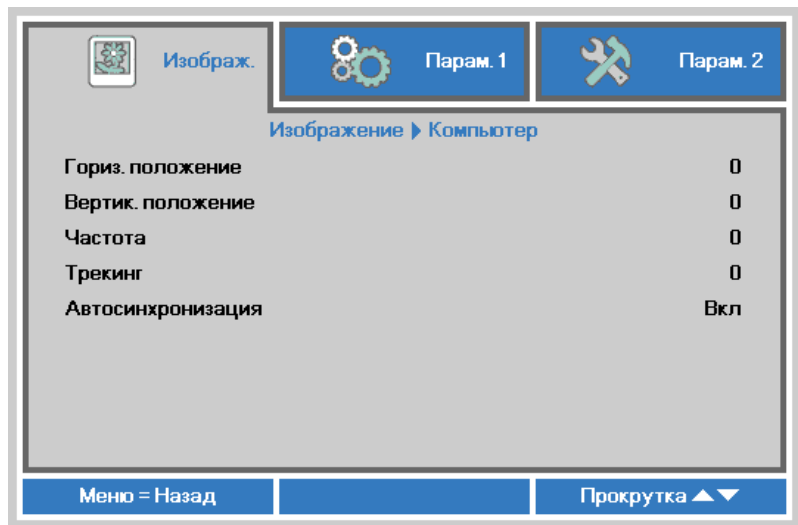 Изображ.
Парам. 1
Парам. 2
Изображение ▶ Компьютер
Гориз. положение 0
Вертик. положение 0
Частота 0
Трекинг 0
Автосинхронизация Вкл
Меню = Назад
Прокрутка ▲▼